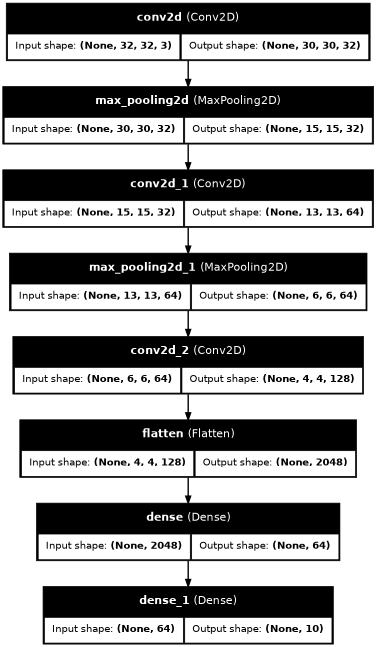 conv2d (Conv2D)
Input shape: (None, 32, 32, 3) Output shape: (None, 30, 30, 32)
max_pooling2d (MaxPooling2D)
Input shape: (None, 30, 30, 32) Output shape: (None, 15, 15, 32)
conv2d_1 (Conv2D)
Input shape: (None, 15, 15, 32) Output shape: (None, 13, 13, 64)
max_pooling2d_1 (MaxPooling2D)
Input shape: (None, 13, 13, 64) Output shape: (None, 6, 6, 64)
conv2d_2 (Conv2D)
Input shape: (None, 6, 6, 64) Output shape: (None, 4, 4, 128)
flatten (Flatten)
Input shape: (None, 4, 4, 128) Output shape: (None, 2048)
dense (Dense)
Input shape: (None, 2048) Output shape: (None, 64)
dense_1 (Dense)
Input shape: (None, 64) Output shape: (None, 10)